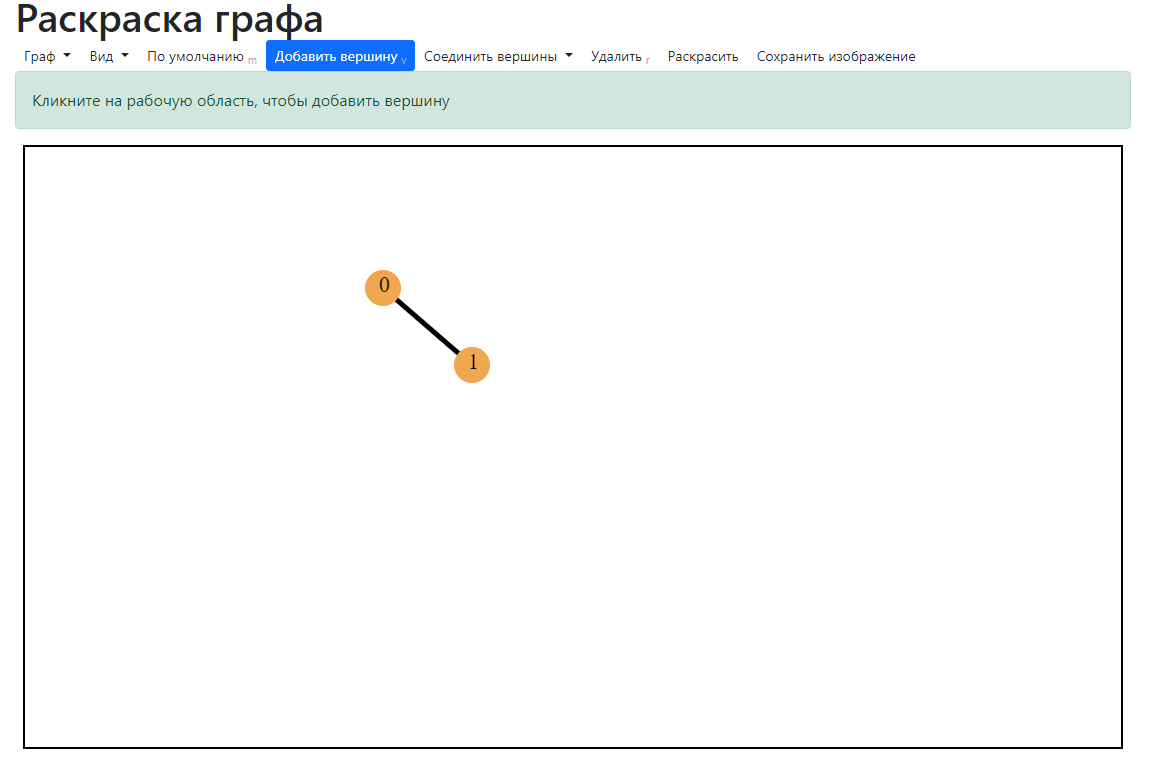 Раскраска графа
Граф Вид По умолчанию m Добавить вершину v Соединить вершины Удалить r Раскрасить Сохранить изображение
Кликните на рабочую область, чтобы добавить вершину
0
1